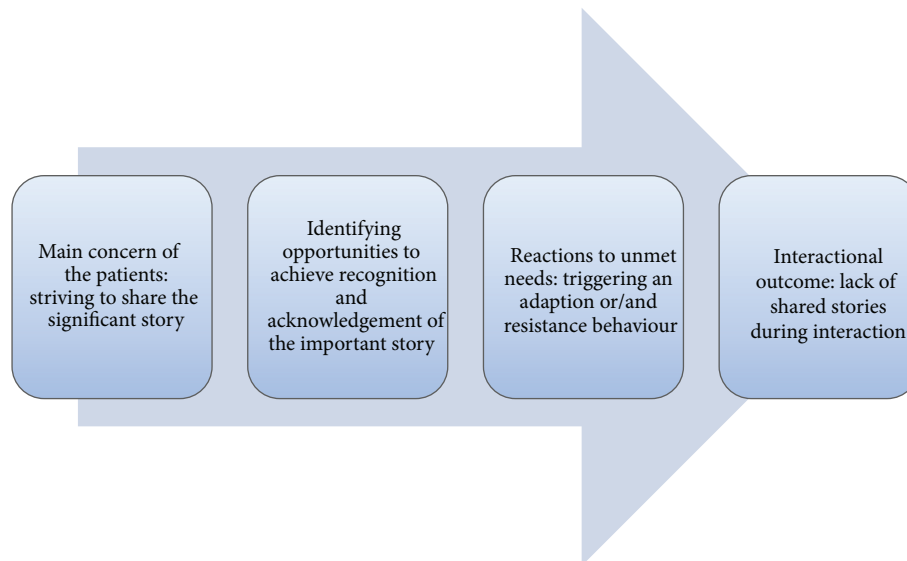 Main concern of
the patients:
striving to share the
significant story
Identifying
opportunities to
achieve recognition
and
acknowledgement of
the important story
Reactions to unmet
needs: triggering an
adaption or/and
resistance behaviour
Interactional
outcome: lack of
shared stories
during interaction